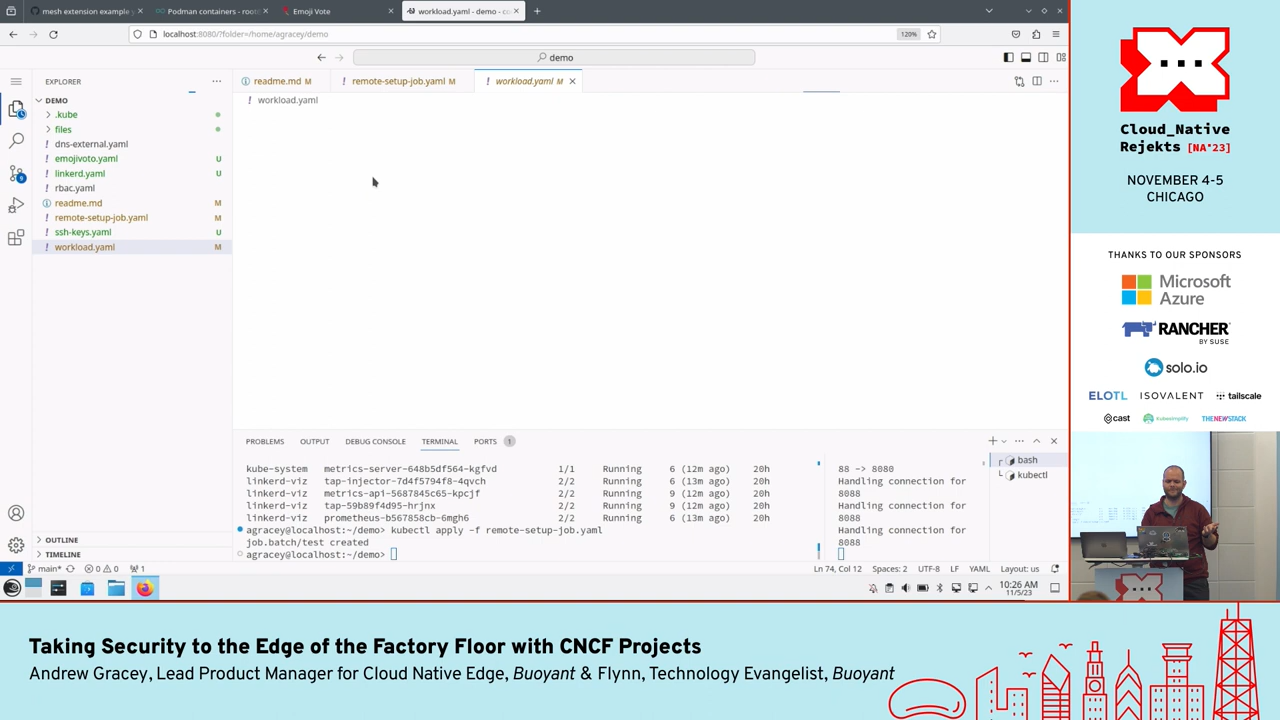 mesh extension example y
Podman containers - rootl
Emoji Vote
workload.yaml - demo - co
localhost:8080/?folder=/home/agracey/demo
120%
demo
EXPLORER
DEMO
.kube
files
dns-external.yaml
emojivoto.yaml U
linkerd.yaml U
rbac.yaml
readme.md M
remote-setup-job.yaml M
ssh-keys.yaml U
workload.yaml M
OUTLINE
TIMELINE
readme.md M
remote-setup-job.yaml M
workload.yaml M
workload.yaml
PROBLEMS OUTPUT DEBUG CONSOLE TERMINAL PORTS 1
kube-system metrics-server-648b5df564-kgfvd 1/1 Running 6 (12m ago) 20h
linkerd-viz tap-injector-7d4f5794f8-4qvch 2/2 Running 6 (13m ago) 20h
linkerd-viz metrics-api-5687845c65-kpcjf 2/2 Running 9 (12m ago) 20h
linkerd-viz tap-59b89f4d95-hrjnx 2/2 Running 9 (12m ago) 20h
linkerd-viz prometheus-b567858cb-6mgh6 2/2 Running 6 (13m ago) 20h
agracey@localhost:~/demo> kubectl apply -f remote-setup-job.yaml
job.batch/test created
agracey@localhost:~/demo>
88 -> 8080
Handling connection for
8088
Handling connection for
8088
Handling connection for
8088
bash
kubectl
main* 0 0 1
Ln 74, Col 12 Spaces: 2 UTF-8 LF YAML Layout: us
10:26 AM
11/5/23
Cloud_Native
Rejekts [NA'23]
NOVEMBER 4-5
CHICAGO
THANKS TO OUR SPONSORS
Microsoft
Azure
RANCHER
BY SUSE
solo.io
ELOTL ISOVALENT tailscale
cast Kubesimplify THENEWSTACK
Taking Security to the Edge of the Factory Floor with CNCF Projects
Andrew Gracey, Lead Product Manager for Cloud Native Edge, Buoyant & Flynn, Technology Evangelist, Buoyant